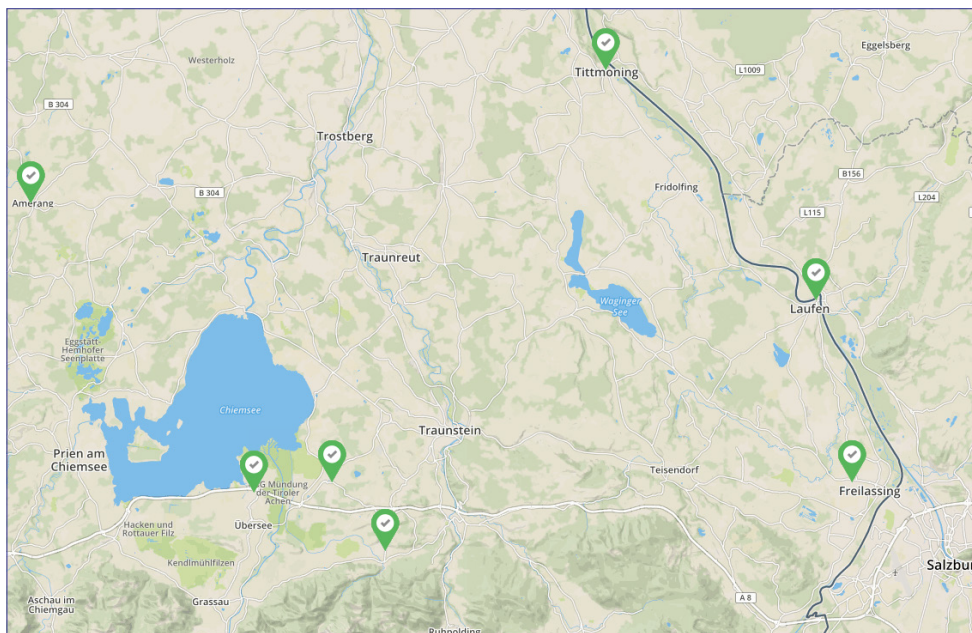 Westerholz
Eggelsberg
Tittmoning
L1009
B 304
Trostberg
B156
Fridolfing
B 304
L204
Amerang
L115
Traunreut
Waginger
See
Laufen
Eggstätt-
Hemhofer
Seenplatte
Chiemsee
Traunstein
Prien am
Chiemsee
Teisendorf
G Mündung
der Tiroler
Achen
Freilassing
Hacken und
Rottauer Filz
Übersee
Kendlmühlfilzen
Salzbur
Aschau im
Chiemgau
Grassau
A 8
Ruhpolding